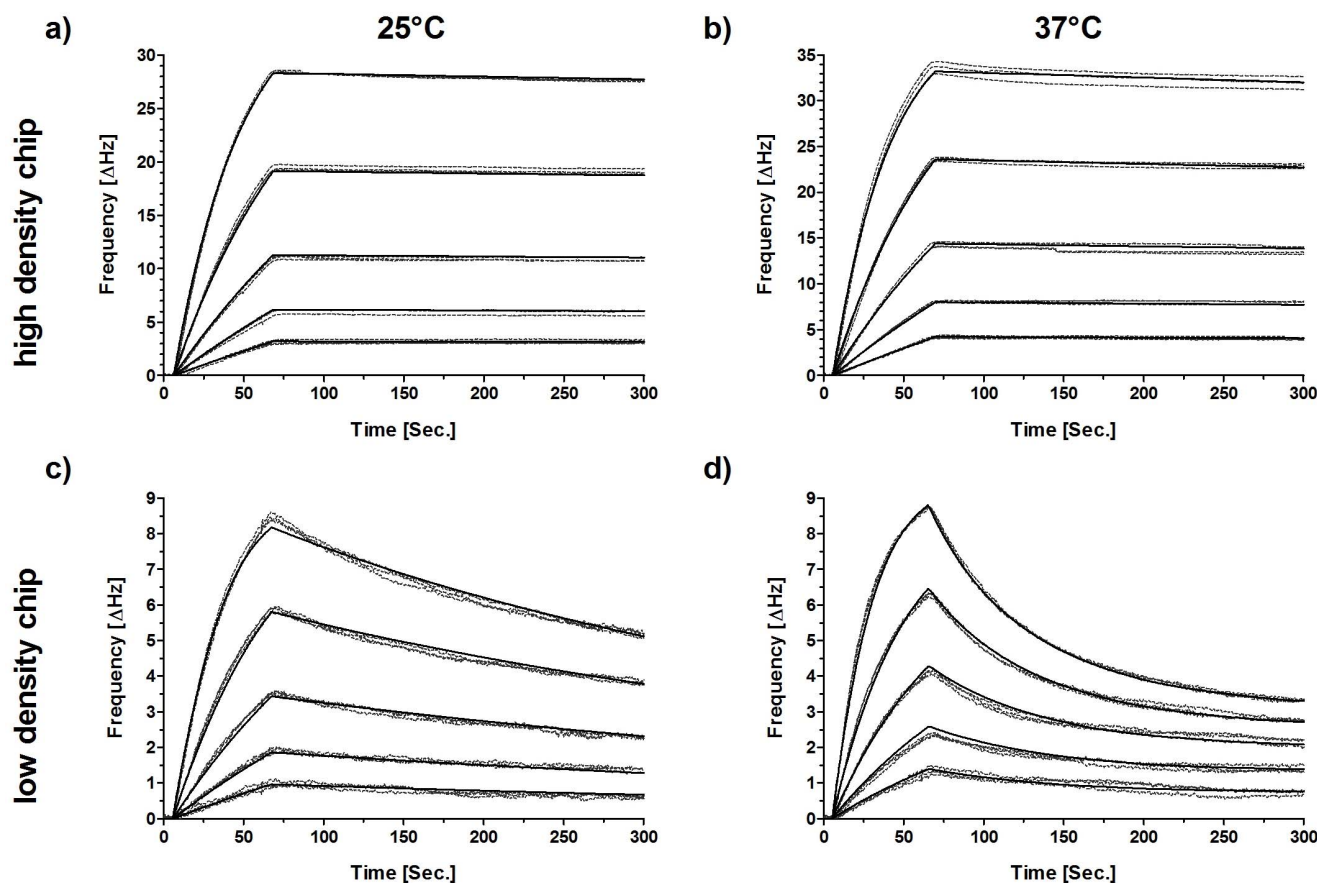 a) 25°C
b) 37°C
high density chip
Frequency [ΔHz]
30
25
20
15
10
5
0
0 50 100 150 200 250 300
Time [Sec.]
Frequency [ΔHz]
35
30
25
20
15
10
5
0
0 50 100 150 200 250 300
Time [Sec.]
c)
d)
low density chip
Frequency [ΔHz]
9
8
7
6
5
4
3
2
1
0
0 50 100 150 200 250 300
Time [Sec.]
Frequency [ΔHz]
9
8
7
6
5
4
3
2
1
0
0 50 100 150 200 250 300
Time [Sec.]